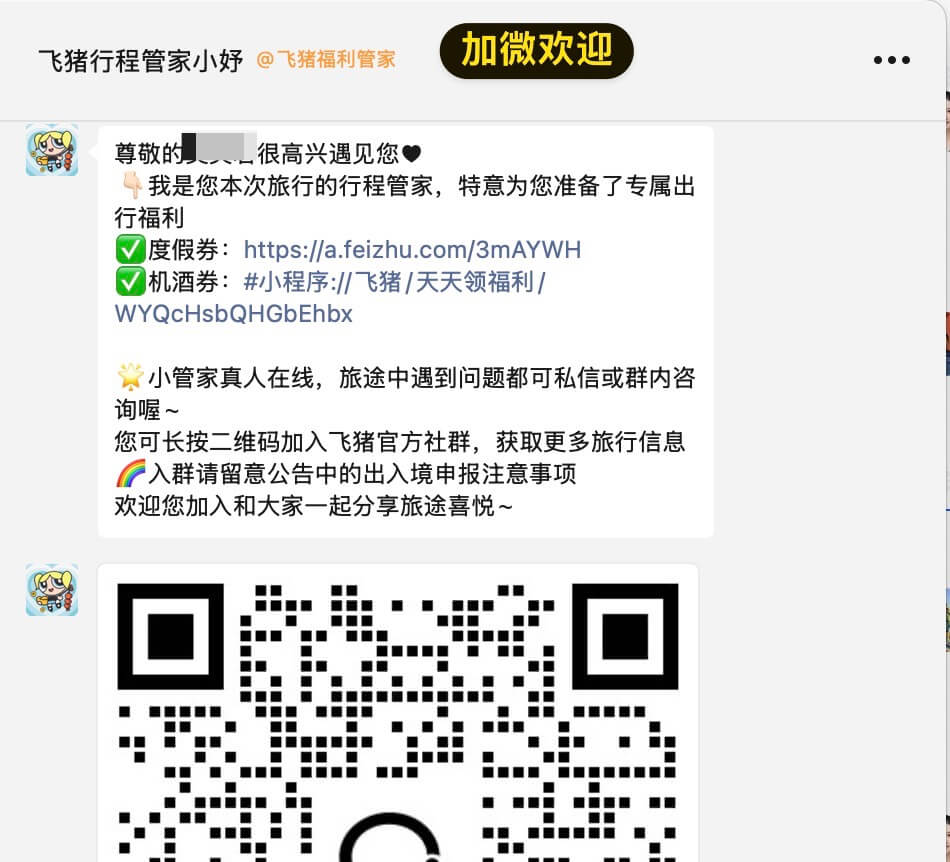 飞猪行程管家小妤 @飞猪福利管家
加微欢迎
尊敬的 很高兴遇见您♥
👇🏻我是您本次旅行的行程管家，特意为您准备了专属出
行福利
✅度假券：https://a.feizhu.com/3mAYWH
✅机酒券：#小程序://飞猪/天天领福利/
WYQcHsbQHGbEhbx
🌟小管家真人在线，旅途中遇到问题都可私信或群内咨
询喔~
您可长按二维码加入飞猪官方社群，获取更多旅行信息
🌈入群请留意公告中的出入境申报注意事项
欢迎您加入和大家一起分享旅途喜悦~